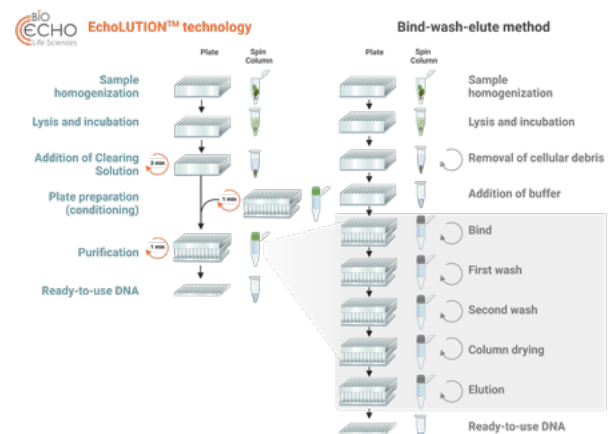 BIO
ECHO
Life Sciences
EchoLUTION™ technology
Bind-wash-elute method
Plate
Spin
Column
Plate
Spin
Column
Sample
homogenization
Sample
homogenization
Lysis and incubation
Lysis and incubation
Addition of Clearing
Solution
2 min
Removal of cellular debris
Plate preparation
(conditioning)
1 min
Addition of buffer
Purification
1 min
Bind
First wash
Ready-to-use DNA
Second wash
Column drying
Elution
Ready-to-use DNA